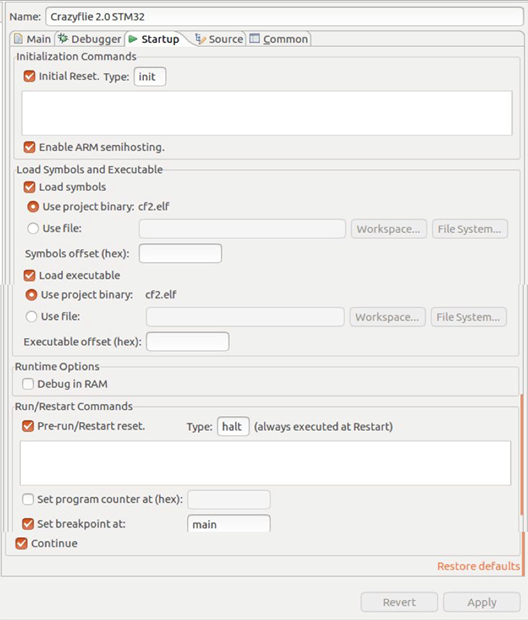 Name: Crazyflie 2.0 STM32
Main Debugger Startup Source Common
Initialization Commands
Initial Reset. Type: init
Enable ARM semihosting.
Load Symbols and Executable
Load symbols
Use project binary: cf2.elf
Use file: Workspace... File System...
Symbols offset (hex):
Load executable
Use project binary: cf2.elf
Use file: Workspace... File System...
Executable offset (hex):
Runtime Options
Debug in RAM
Run/Restart Commands
Pre-run/Restart reset. Type: halt (always executed at Restart)
Set program counter at (hex):
Set breakpoint at: main
Continue
Restore defaults
Revert Apply